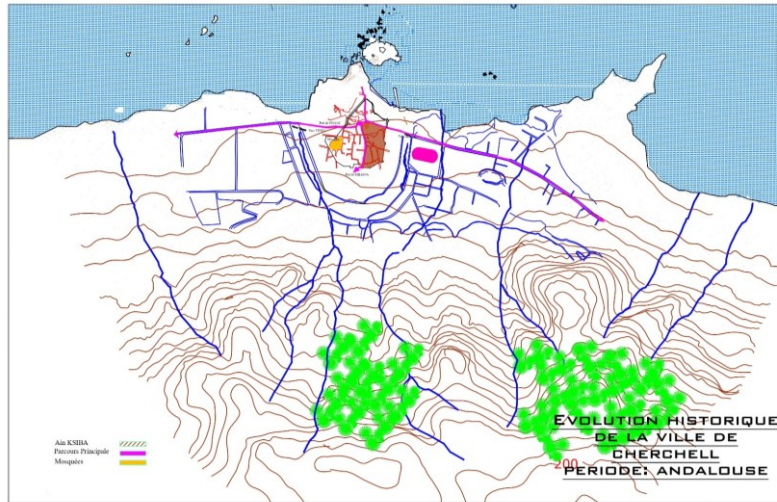 Ain KSIBA
Parcours Principale
Mosquées
EVOLUTION HISTORIQUE
DE LA VILLE DE
CHERCHELL
200
PERIODE: ANDALOUSE